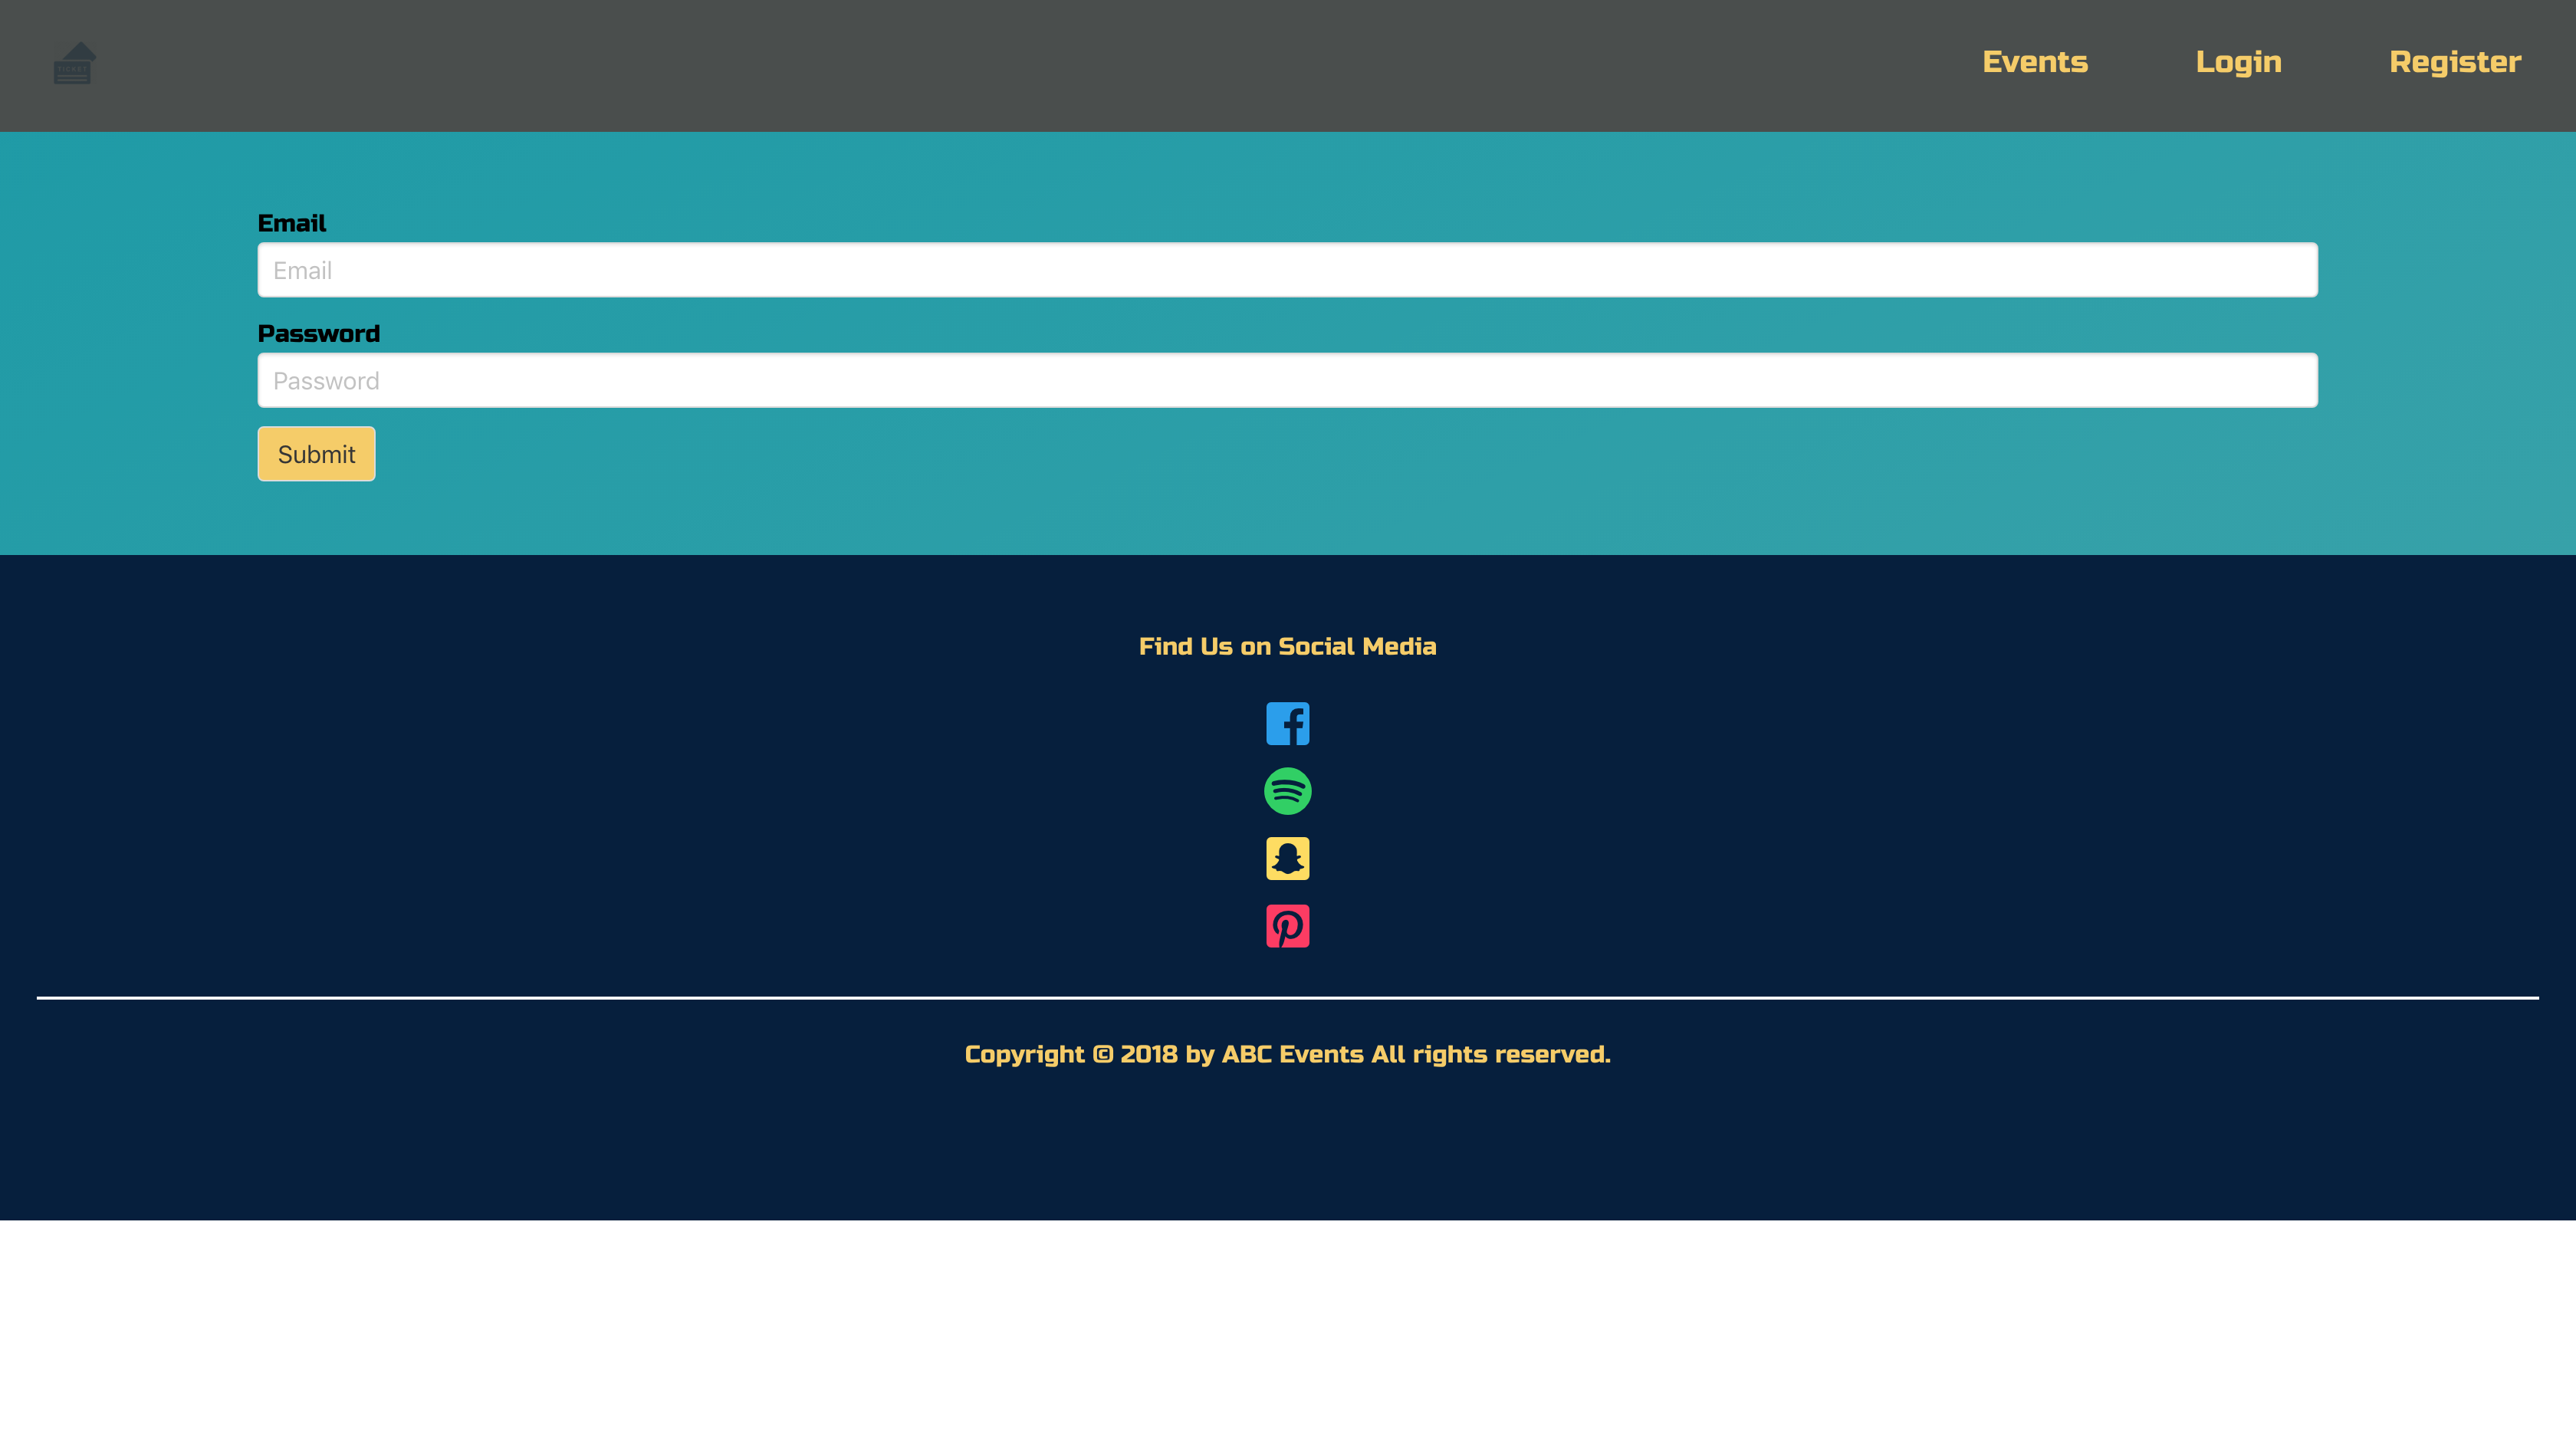 TICKET
Events Login Register
Email
Email
Password
Password
Submit
Find Us on Social Media
Copyright © 2018 by ABC Events All rights reserved.